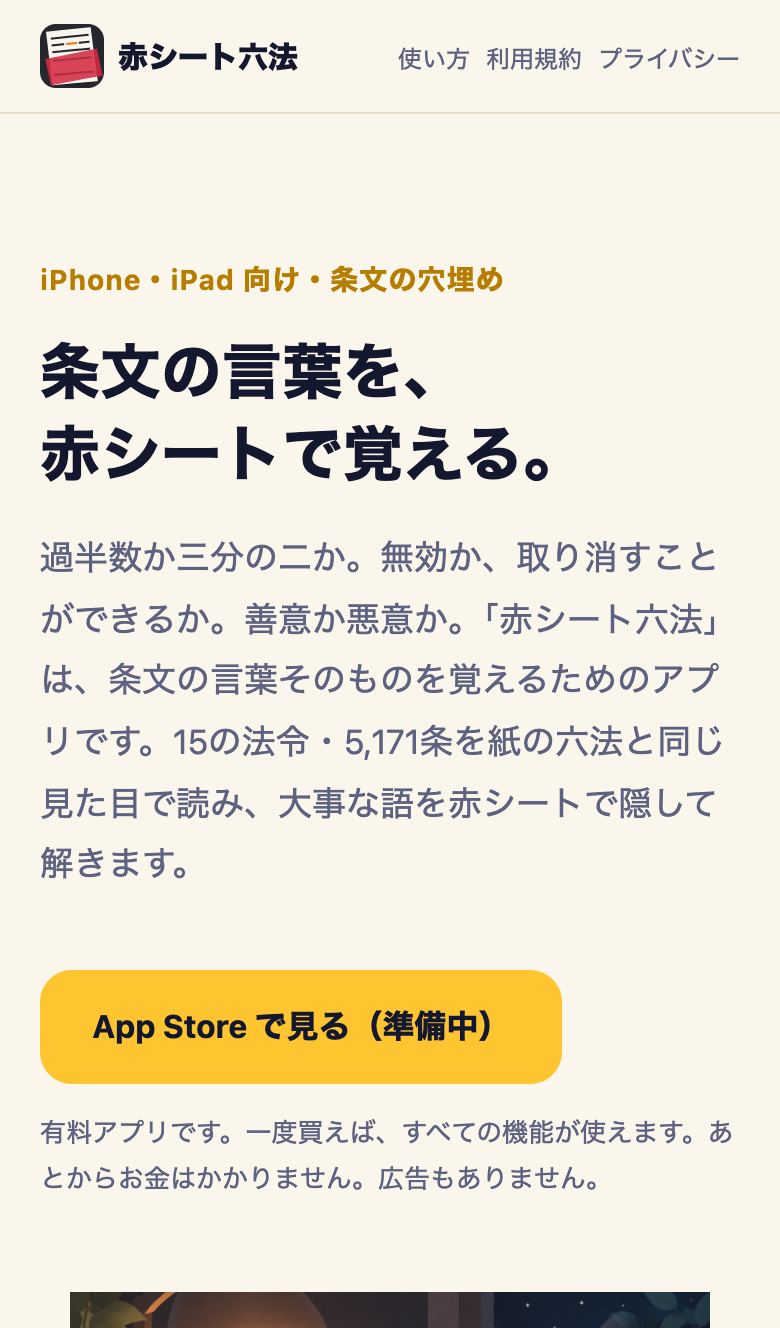 赤シート六法
使い方 利用規約 プライバシー
iPhone・iPad 向け・条文の穴埋め
条文の言葉を、
赤シートで覚える。
過半数か三分の二か。無効か、取り消すこと
ができるか。善意か悪意か。「赤シート六法」
は、条文の言葉そのものを覚えるためのアプ
リです。15の法令・5,171条を紙の六法と同じ
見た目で読み、大事な語を赤シートで隠して
解きます。
App Store で見る（準備中）
有料アプリです。一度買えば、すべての機能が使えます。あ
とからお金はかかりません。広告もありません。